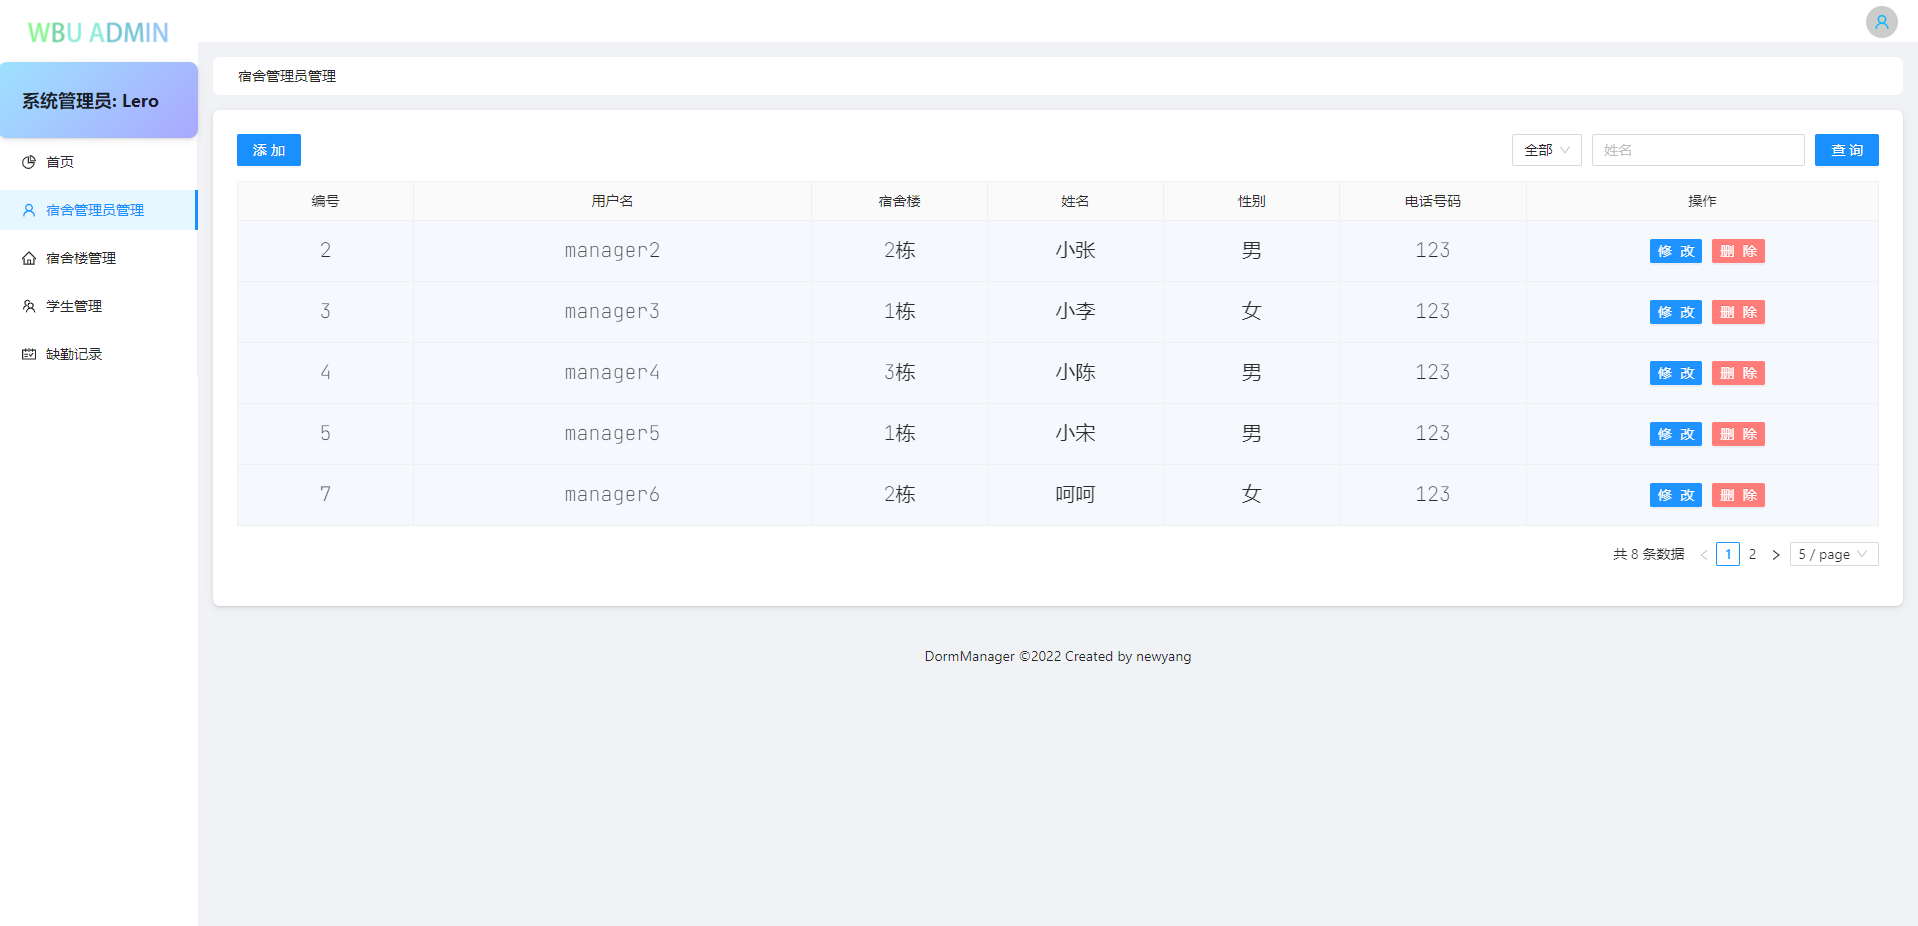 WBU ADMIN
系统管理员: Lero
首页
宿舍管理员管理
宿舍楼管理
学生管理
缺勤记录
宿舍管理员管理
添 加
全部
姓名
查 询
编号 用户名 宿舍楼 姓名 性别 电话号码 操作
2 manager2 2栋 小张 男 123 修 改 删 除
3 manager3 1栋 小李 女 123 修 改 删 除
4 manager4 3栋 小陈 男 123 修 改 删 除
5 manager5 1栋 小宋 男 123 修 改 删 除
7 manager6 2栋 呵呵 女 123 修 改 删 除
共 8 条数据 < 1 2 > 5 / page
DormManager ©2022 Created by newyang